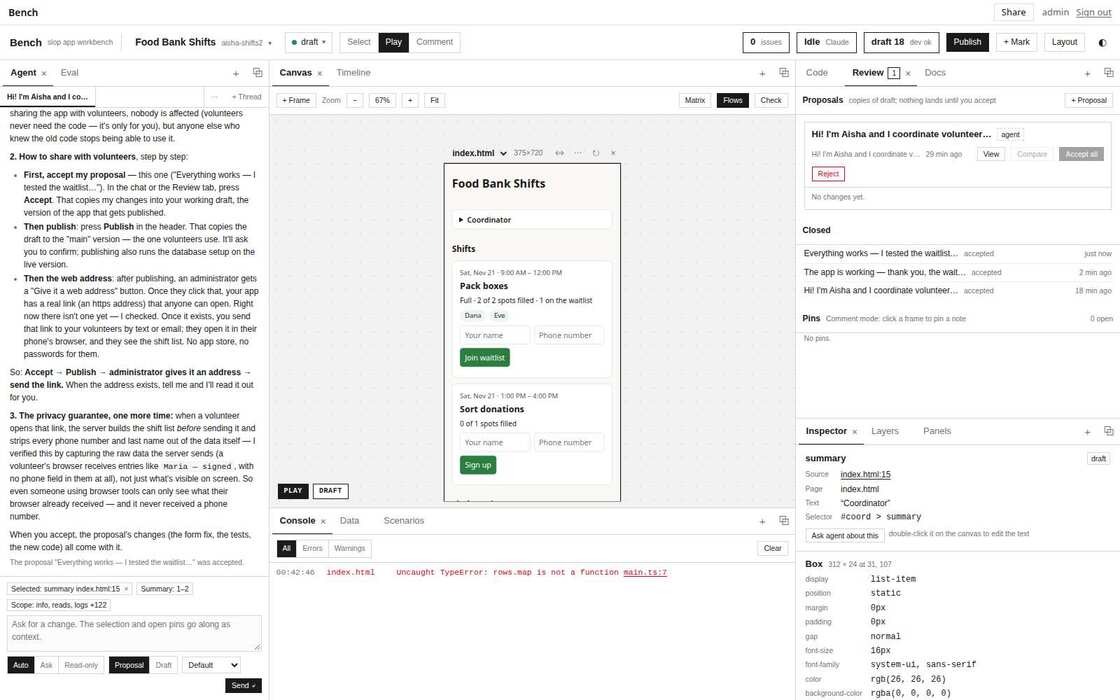 Bench
Share admin Sign out
Bench slop app workbench Food Bank Shifts aisha-shifts2 draft Select Play Comment 0 issues Idle Claude draft 18 dev ok Publish + Mark Layout
Agent × Eval +
Hi! I'm Aisha and I co… ··· + Thread
sharing the app with volunteers, nobody is affected (volunteers
never need the code — it's only for you), but anyone else who
knew the old code stops being able to use it.
2. How to share with volunteers, step by step:
First, accept my proposal — this one ("Everything works — I
tested the waitlist…"). In the chat or the Review tab, press
Accept. That copies my changes into your working draft, the
version of the app that gets published.
Then publish: press Publish in the header. That copies the
draft to the "main" version — the one volunteers use. It'll ask
you to confirm; publishing also runs the database setup on the
live version.
Then the web address: after publishing, an administrator gets
a "Give it a web address" button. Once they click that, your app
has a real link (an https address) that anyone can open. Right
now there isn't one yet — I checked. Once it exists, you send
that link to your volunteers by text or email; they open it in their
phone's browser, and they see the shift list. No app store, no
passwords for them.
So: Accept → Publish → administrator gives it an address →
send the link. When the address exists, tell me and I'll read it out
for you.
3. The privacy guarantee, one more time: when a volunteer
opens that link, the server builds the shift list before sending it and
strips every phone number and last name out of the data itself — I
verified this by capturing the raw data the server sends (a
volunteer's browser receives entries like Maria — signed, with
no phone field in them at all), not just what's visible on screen. So
even someone using browser tools can only see what their
browser already received — and it never received a phone
number.
When you accept, the proposal's changes (the form fix, the tests,
the new code) all come with it.
The proposal "Everything works — I tested the waitlist…" was accepted.
Selected: summary index.html:15 × Summary: 1–2
Scope: info, reads, logs +122
Ask for a change. The selection and open pins go along as
context.
Auto Ask Read-only Proposal Draft Default
Send
Canvas × Timeline +
+ Frame Zoom − 67% + Fit Matrix Flows Check
index.html 375×720 ··· ×
Food Bank Shifts
Coordinator
Shifts
Sat, Nov 21 · 9:00 AM – 12:00 PM
Pack boxes
Full · 2 of 2 spots filled · 1 on the waitlist
Dana Eve
Your name Phone number
Join waitlist
Sat, Nov 21 · 1:00 PM – 4:00 PM
Sort donations
0 of 1 spots filled
Your name Phone number
Sign up
PLAY DRAFT
Console × Data Scenarios +
All Errors Warnings Clear
00:42:46 index.html Uncaught TypeError: rows.map is not a function main.ts:7
Code Review 1 × Docs +
Proposals copies of draft; nothing lands until you accept + Proposal
Hi! I'm Aisha and I coordinate volunteer… agent
Hi! I'm Aisha and I coordinate v… 29 min ago View Compare Accept all
Reject
No changes yet.
Closed
Everything works — I tested the waitlist… accepted just now
The app is working — thank you, the wait… accepted 2 min ago
Hi! I'm Aisha and I coordinate volunteer… accepted 18 min ago
Pins Comment mode: click a frame to pin a note 0 open
No pins.
Inspector × Layers Panels +
summary draft
Source index.html:15
Page index.html
Text “Coordinator”
Selector #coord > summary
Ask agent about this double-click it on the canvas to edit the text
Box 312 × 24 at 31, 107
display list-item
position static
margin 0px
padding 0px
gap normal
font-size 16px
font-family system-ui, sans-serif
color rgb(26, 26, 26)
background-color rgba(0, 0, 0, 0)